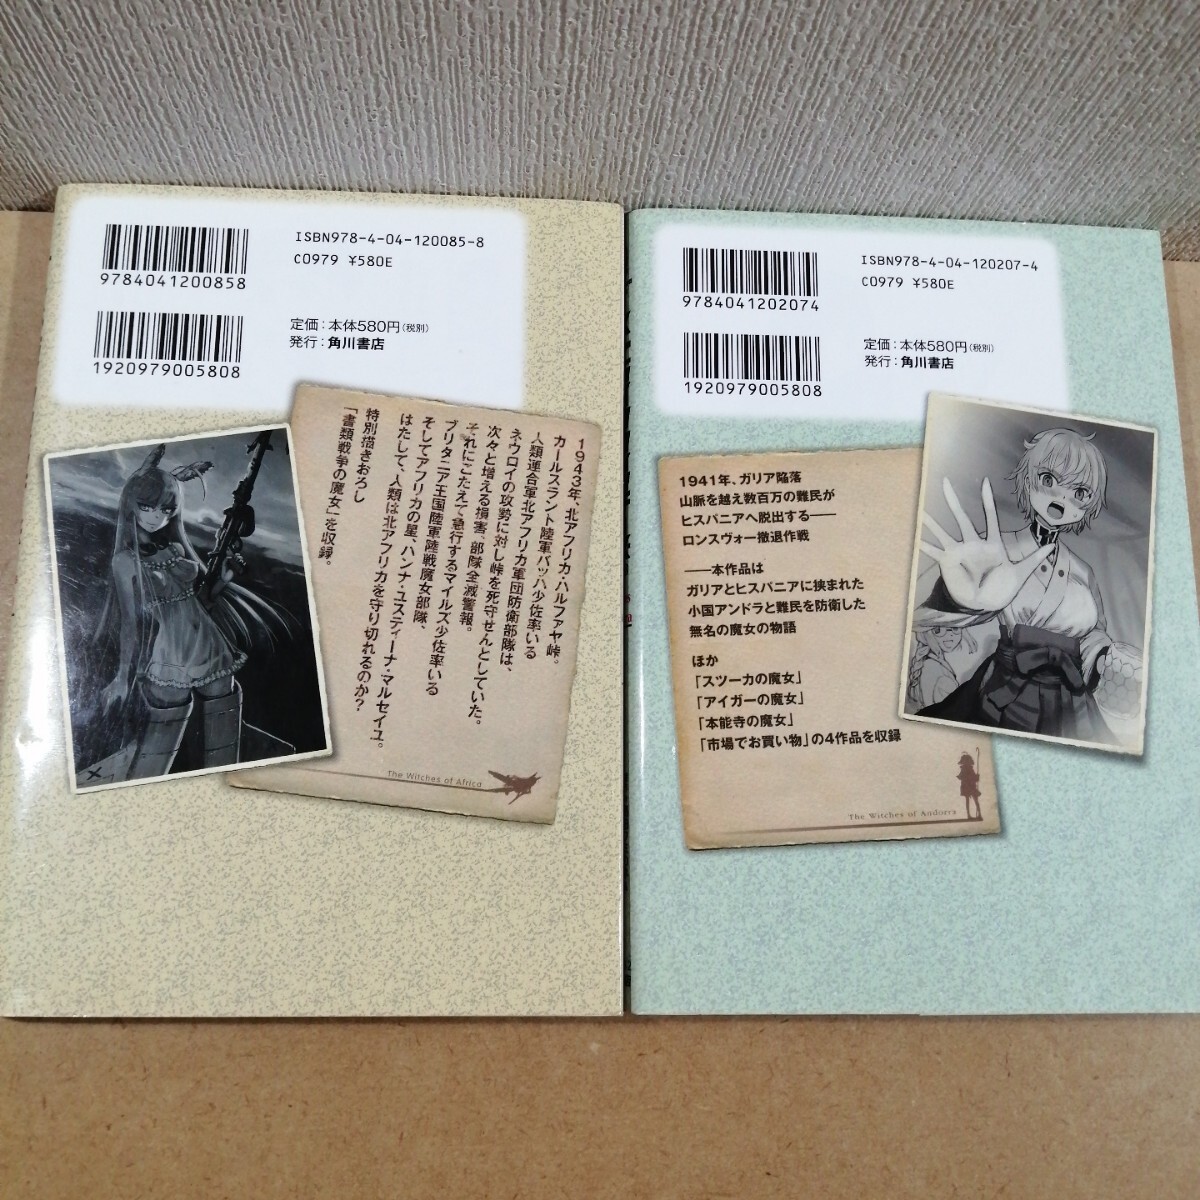 ISBN978-4-04-120085-8
C0979 ¥580E
9784041200858
1920979005808
定価：本体580円(税別)
発行：角川書店
1943年、北アフリカ・ハルファヤ峠。
カールスラント陸軍バッハ少佐率いる
人類連合軍北アフリカ軍団防衛部隊は、
ネウロイの攻勢に対し峠を死守せんとしていた。
次々と増える損害、部隊全滅警報。
それにこたえて急行するマイルズ少佐率いる
ブリタニア王国陸軍陸戦魔女部隊、
そしてアフリカの星、ハンナ・ユスティーナ・マルセイユ。
はたして、人類は北アフリカを守り切れるのか?
特別描きおろし
「書類戦争の魔女」を収録。
The Witches of Africa
ISBN978-4-04-120207-4
C0979 ¥580E
9784041202074
1920979005808
定価：本体580円(税別)
発行：角川書店
1941年、ガリア陥落
山脈を越え数百万の難民が
ヒスパニアへ脱出する――
ロンスヴォー撤退作戦
――本作品は
ガリアとヒスパニアに挟まれた
小国アンドラと難民を防衛した
無名の魔女の物語
ほか
「スツーカの魔女」
「アイガーの魔女」
「本能寺の魔女」
「市場でお買い物」の4作品を収録
The Witches of Andorra